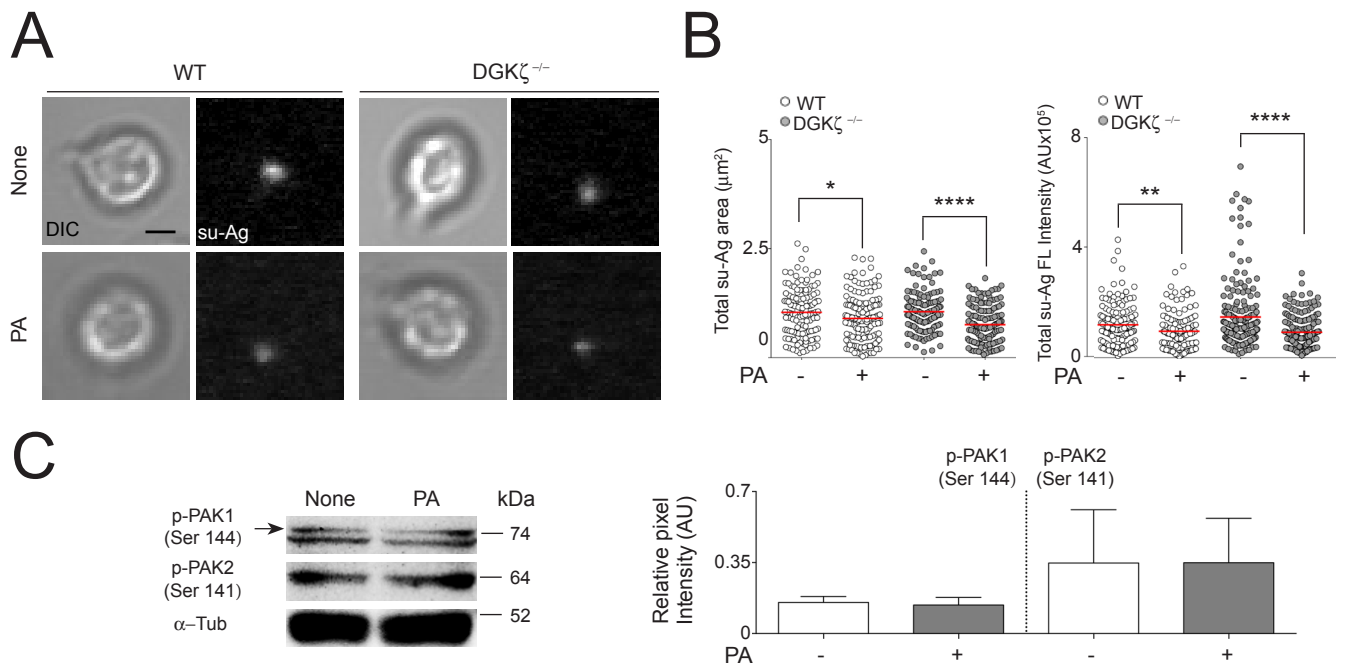 A
WT
DGKζ −/−
None
DIC
su-Ag
PA
B
WT
DGKζ −/−
Total su-Ag area (μm²)
5
2.5
0
*
****
PA - + - +
WT
DGKζ −/−
Total su-Ag FL Intensity (AUx10⁵)
8
4
0
**
****
PA - + - +
C
None PA kDa
p-PAK1
(Ser 144)
74
p-PAK2
(Ser 141)
64
α–Tub
52
p-PAK1
(Ser 144)
p-PAK2
(Ser 141)
Relative pixel
Intensity (AU)
0.7
0.35
0
PA - + - +